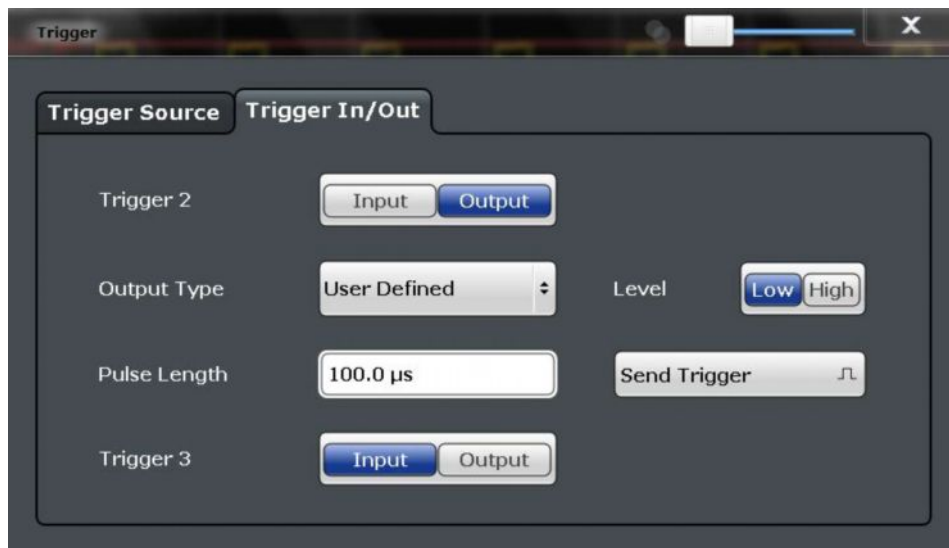 Trigger
X
Trigger Source
Trigger In/Out
Trigger 2
Input
Output
Output Type
User Defined
Level
Low
High
Pulse Length
100.0 µs
Send Trigger
Trigger 3
Input
Output